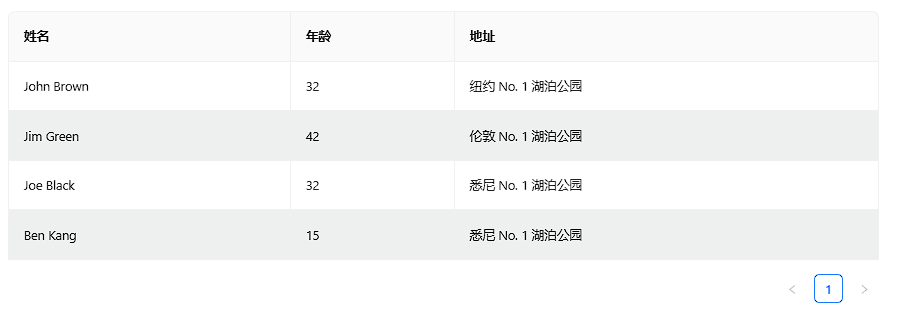 姓名 年龄 地址
John Brown 32 纽约 No. 1 湖泊公园
Jim Green 42 伦敦 No. 1 湖泊公园
Joe Black 32 悉尼 No. 1 湖泊公园
Ben Kang 15 悉尼 No. 1 湖泊公园
1